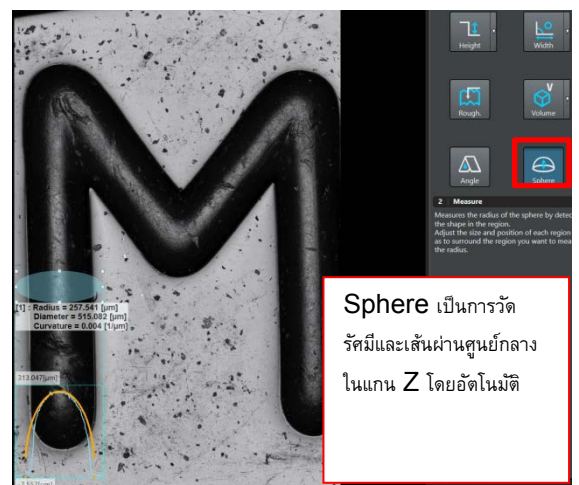 Height
Width
Rough.
V
Volume
Angle
Sphere
2 Measure
Measures the radius of the sphere by detec
the shape in the region.
Adjust the size and position of each region
as to surround the region you want to mea
the radius.
[1] : Radius = 257.541 [μm]
Diameter = 515.082 [μm]
Curvature = 0.004 [1/μm]
313.047[μm]
-7.557[μm]
Sphere เป็นการวัด
รัศมีและเส้นผ่านศูนย์กลาง
ในแกน Z โดยอัตโนมัติ